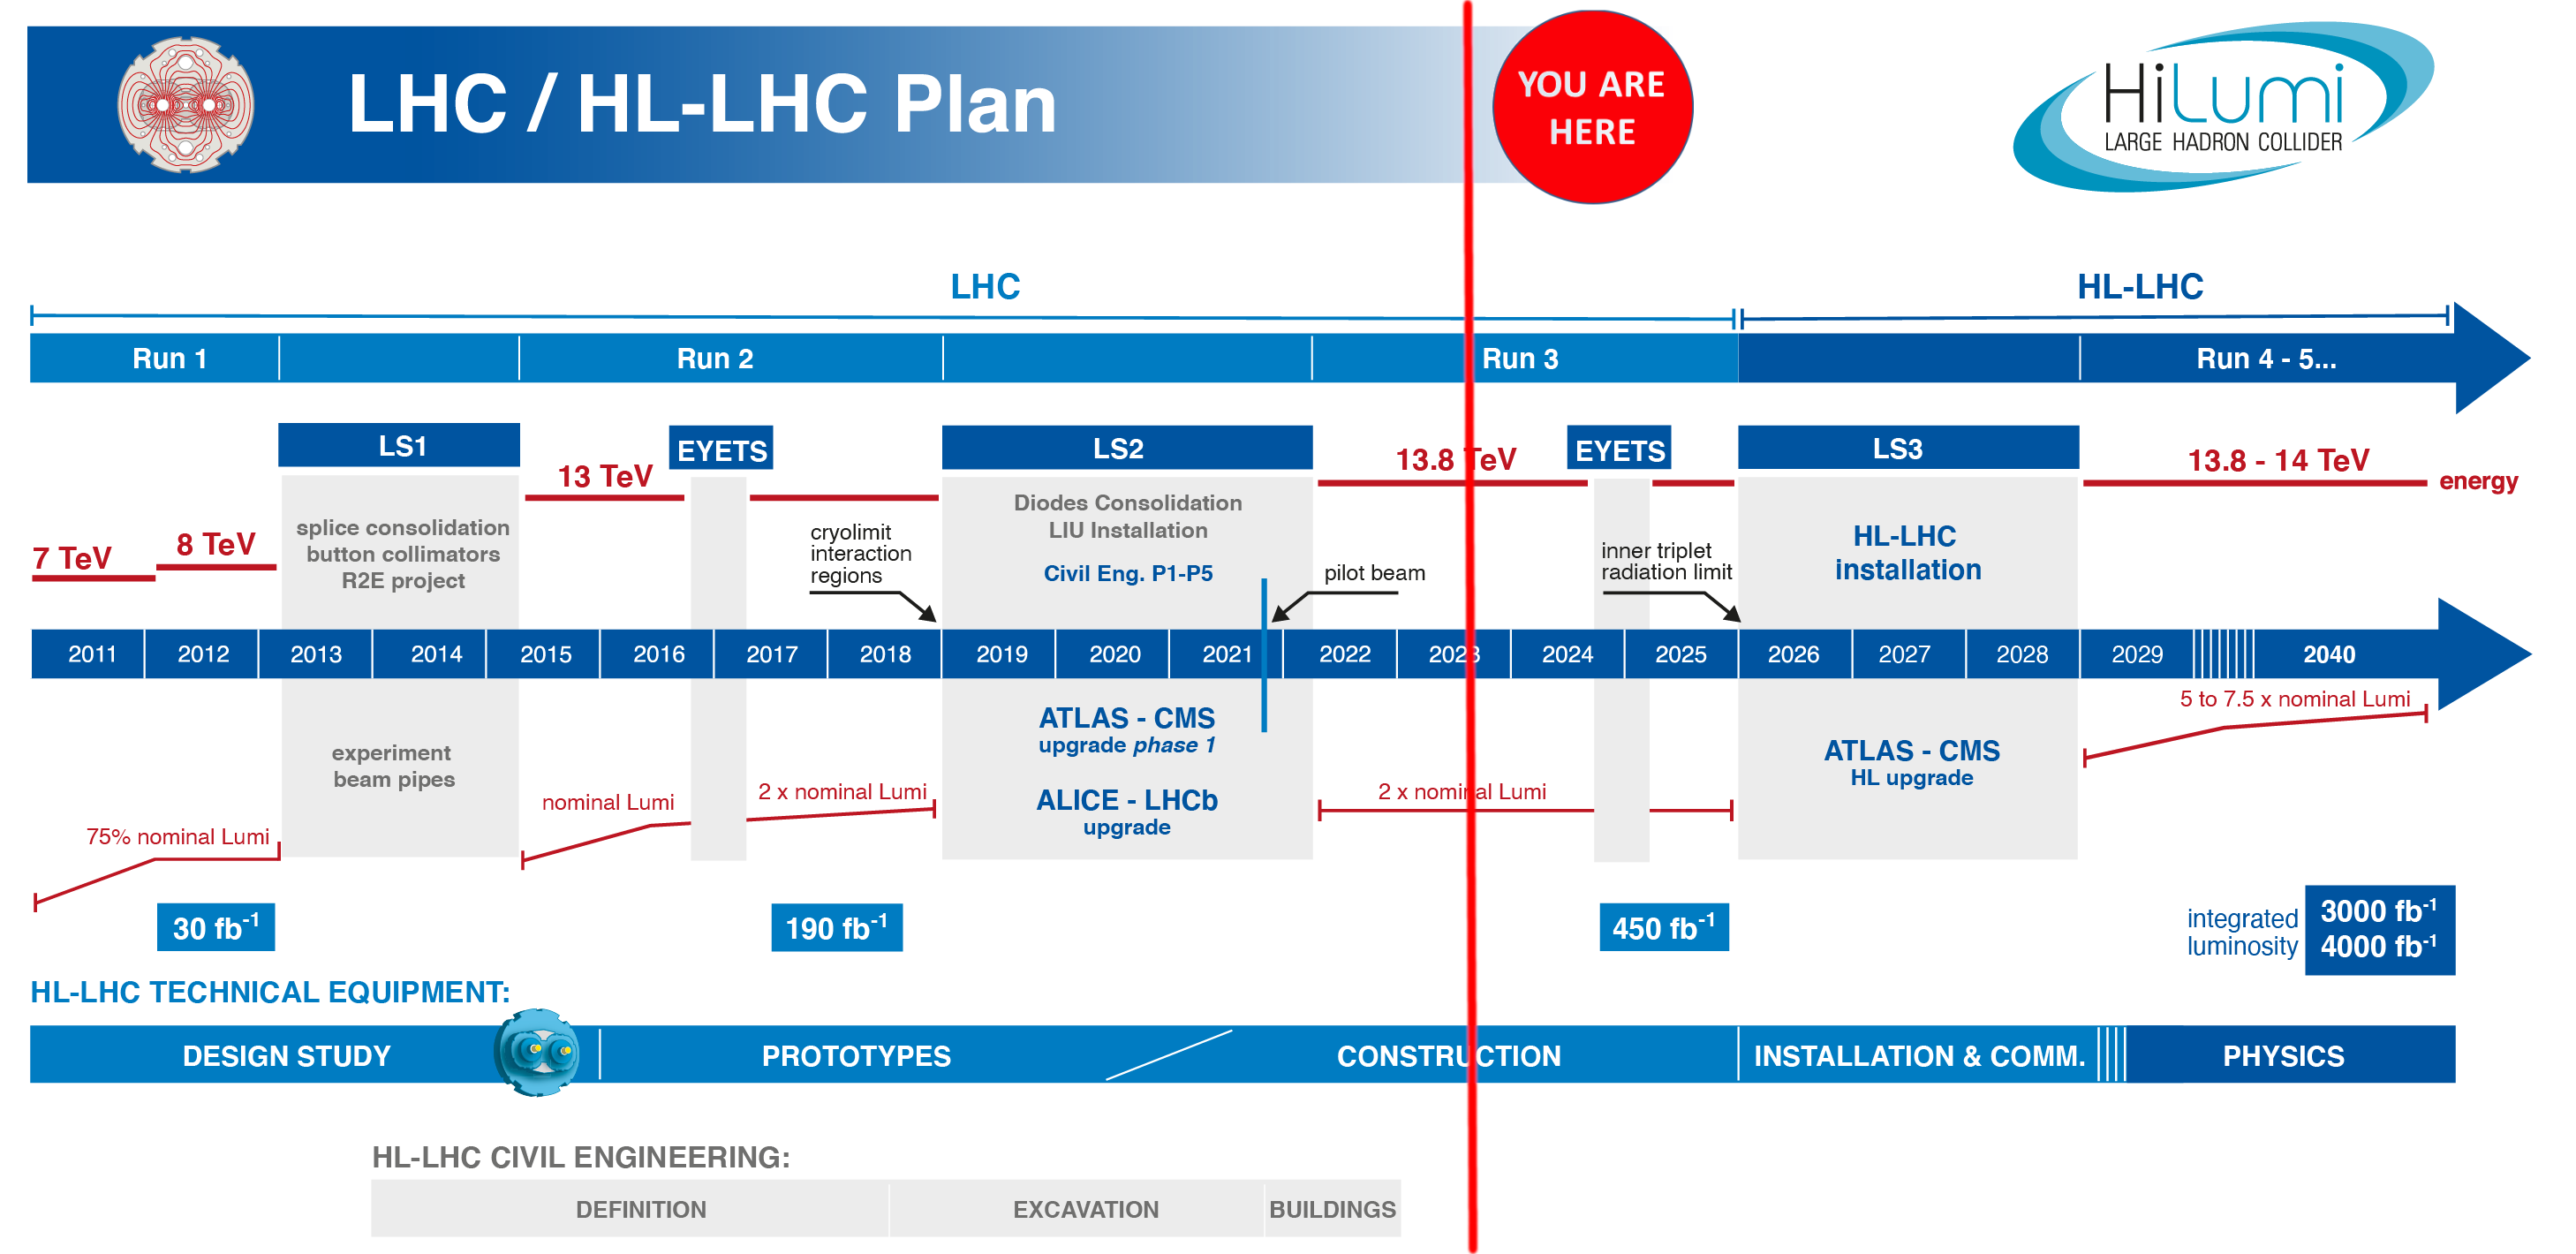 LHC / HL-LHC Plan
YOU ARE
HERE
HiLumi
LARGE HADRON COLLIDER
LHC
HL-LHC
Run 1
Run 2
Run 3
Run 4 - 5...
LS1
EYETS
LS2
EYETS
LS3
7 TeV
8 TeV
13 TeV
13.8 TeV
13.8 - 14 TeV
energy
splice consolidation
button collimators
R2E project
cryolimit
interaction
regions
Diodes Consolidation
LIU Installation
Civil Eng. P1-P5
pilot beam
inner triplet
radiation limit
HL-LHC
installation
2011 2012 2013 2014 2015 2016 2017 2018 2019 2020 2021 2022 2023 2024 2025 2026 2027 2028 2029 2040
experiment
beam pipes
ATLAS - CMS
upgrade phase 1
ALICE - LHCb
upgrade
ATLAS - CMS
HL upgrade
75% nominal Lumi
nominal Lumi
2 x nominal Lumi
2 x nominal Lumi
5 to 7.5 x nominal Lumi
30 fb-1
190 fb-1
450 fb-1
integrated
luminosity
3000 fb-1
4000 fb-1
HL-LHC TECHNICAL EQUIPMENT:
DESIGN STUDY
PROTOTYPES
CONSTRUCTION
INSTALLATION & COMM.
PHYSICS
HL-LHC CIVIL ENGINEERING:
DEFINITION
EXCAVATION
BUILDINGS